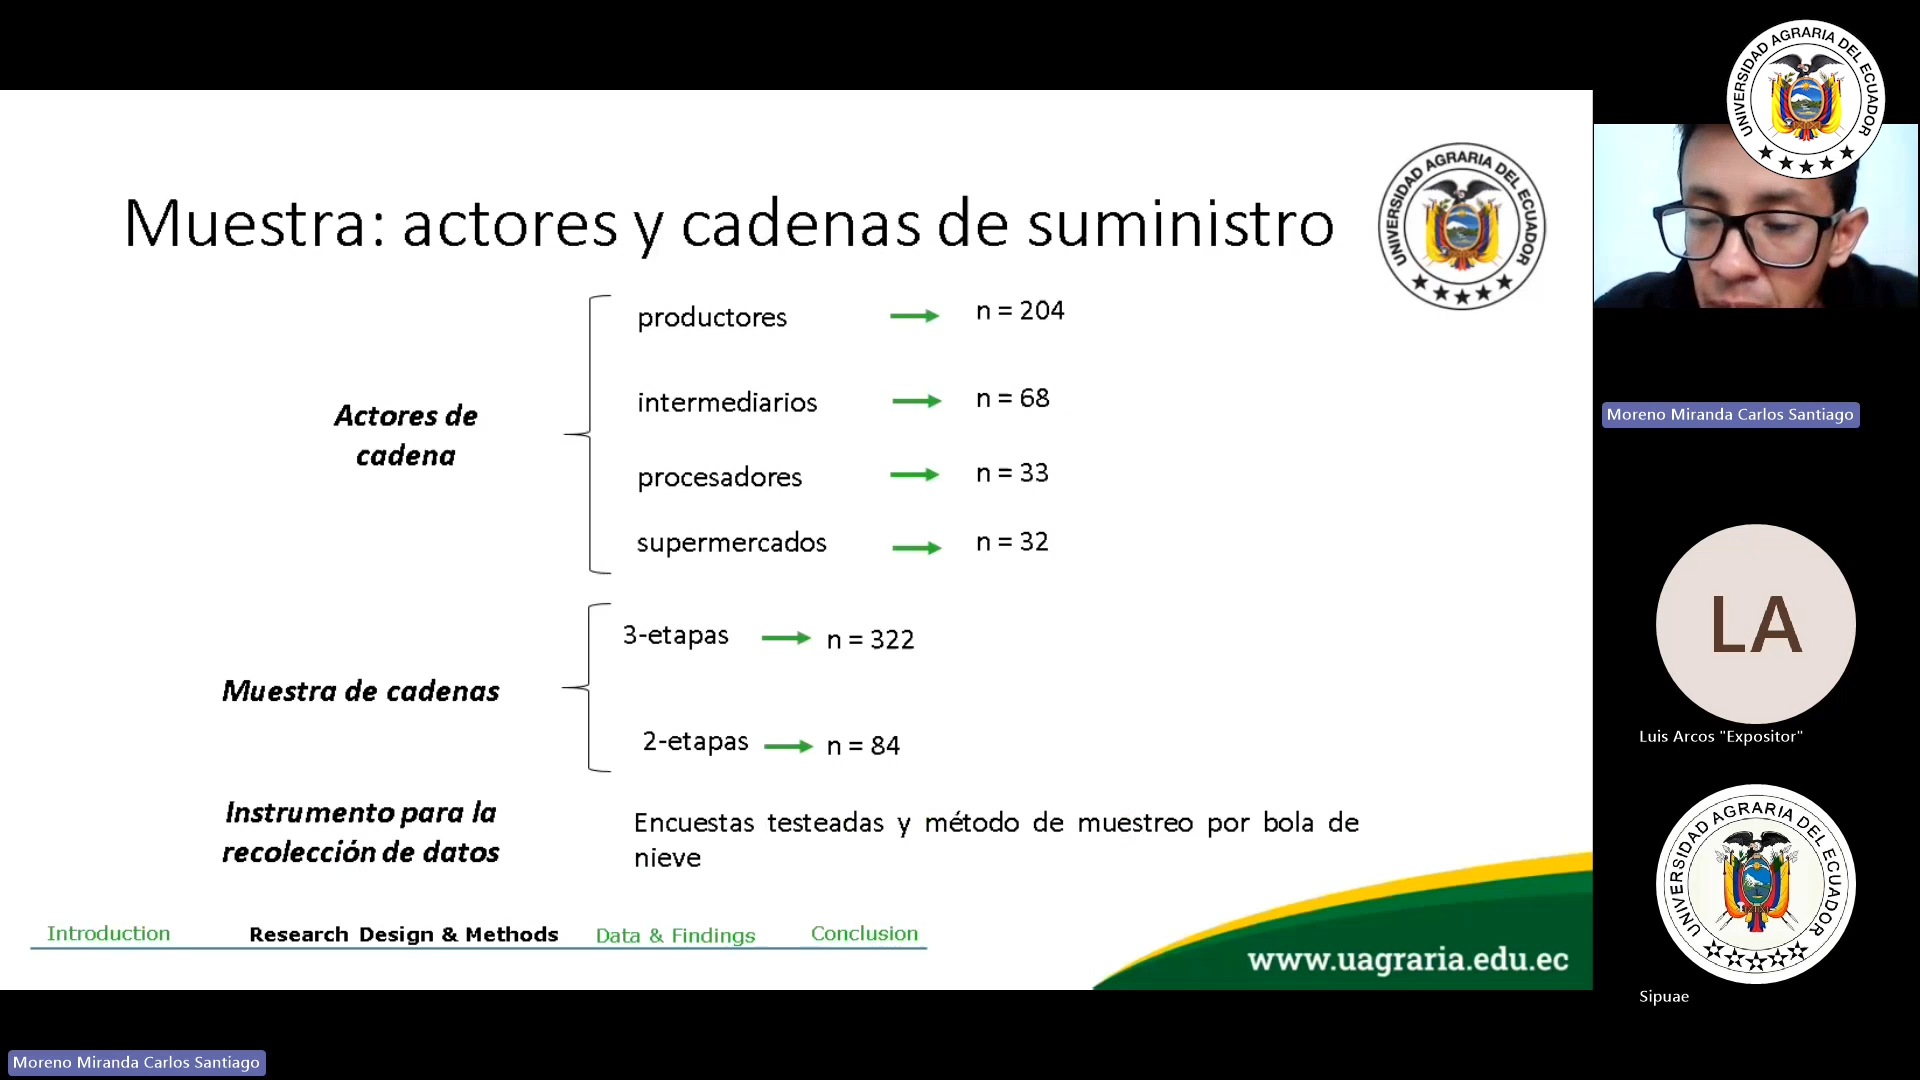 Muestra: actores y cadenas de suministro
UNIVERSIDAD AGRARIA DEL ECUADOR
Actores de
cadena
productores
n = 204
intermediarios
n = 68
procesadores
n = 33
supermercados
n = 32
Muestra de cadenas
3-etapas
n = 322
2-etapas
n = 84
Instrumento para la
recolección de datos
Encuestas testeadas y método de muestreo por bola de
nieve
Introduction
Research Design & Methods
Data & Findings
Conclusion
www.uagraria.edu.ec
UNIVERSIDAD AGRARIA DEL ECUADOR
Moreno Miranda Carlos Santiago
LA
Luis Arcos "Expositor"
UNIVERSIDAD AGRARIA DEL ECUADOR
Sipuae
Moreno Miranda Carlos Santiago